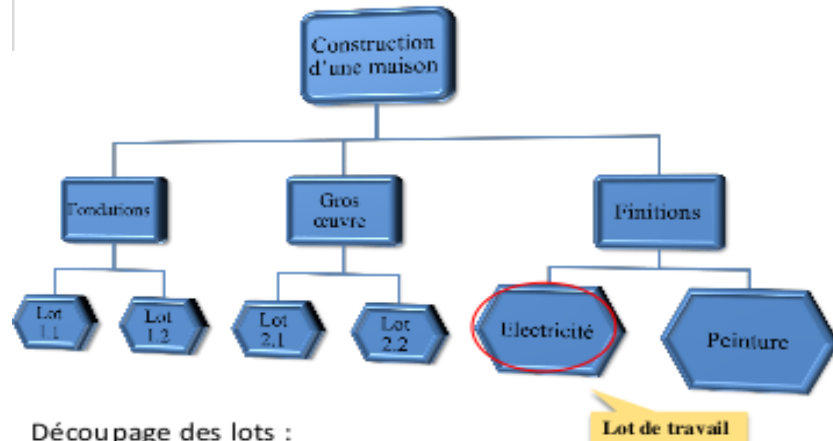 Construction
d'une maison
Fondations
Gros
œuvre
Finitions
Lot
1.1
Lot
1.2
Lot
2.1
Lot
2.2
Electricité
Peinture
Lot de travail
Découpage des lots :